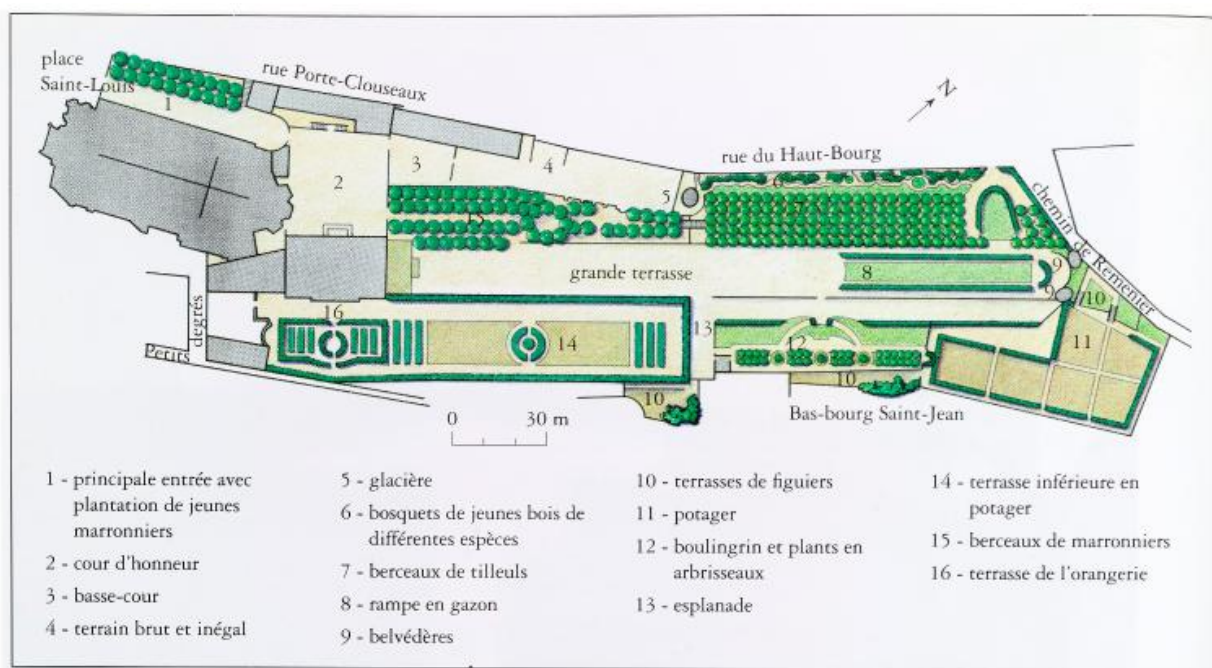 place
Saint-Louis
rue Porte-Clouseaux
N
1
2
3
4
5
rue du Haut-Bourg
6
7
chemin de Remenier
15
grande terrasse
8
9
9
10
16
13
11
degrés
Petits
14
12
10
10
0 30 m
Bas-bourg Saint-Jean
1 - principale entrée avec
plantation de jeunes
marronniers
2 - cour d'honneur
3 - basse-cour
4 - terrain brut et inégal
5 - glacière
6 - bosquets de jeunes bois de
différentes espèces
7 - berceaux de tilleuls
8 - rampe en gazon
9 - belvédères
10 - terrasses de figuiers
11 - potager
12 - boulingrin et plants en
arbrisseaux
13 - esplanade
14 - terrasse inférieure en
potager
15 - berceaux de marronniers
16 - terrasse de l'orangerie